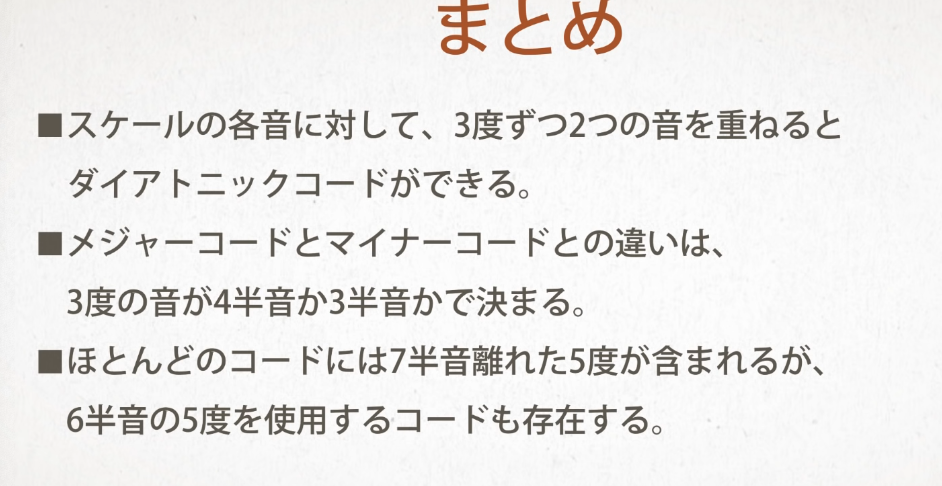 まとめ
■スケールの各音に対して、3度ずつ2つの音を重ねると
ダイアトニックコードができる。
■メジャーコードとマイナーコードとの違いは、
3度の音が4半音か3半音かで決まる。
■ほとんどのコードには7半音離れた5度が含まれるが、
6半音の5度を使用するコードも存在する。